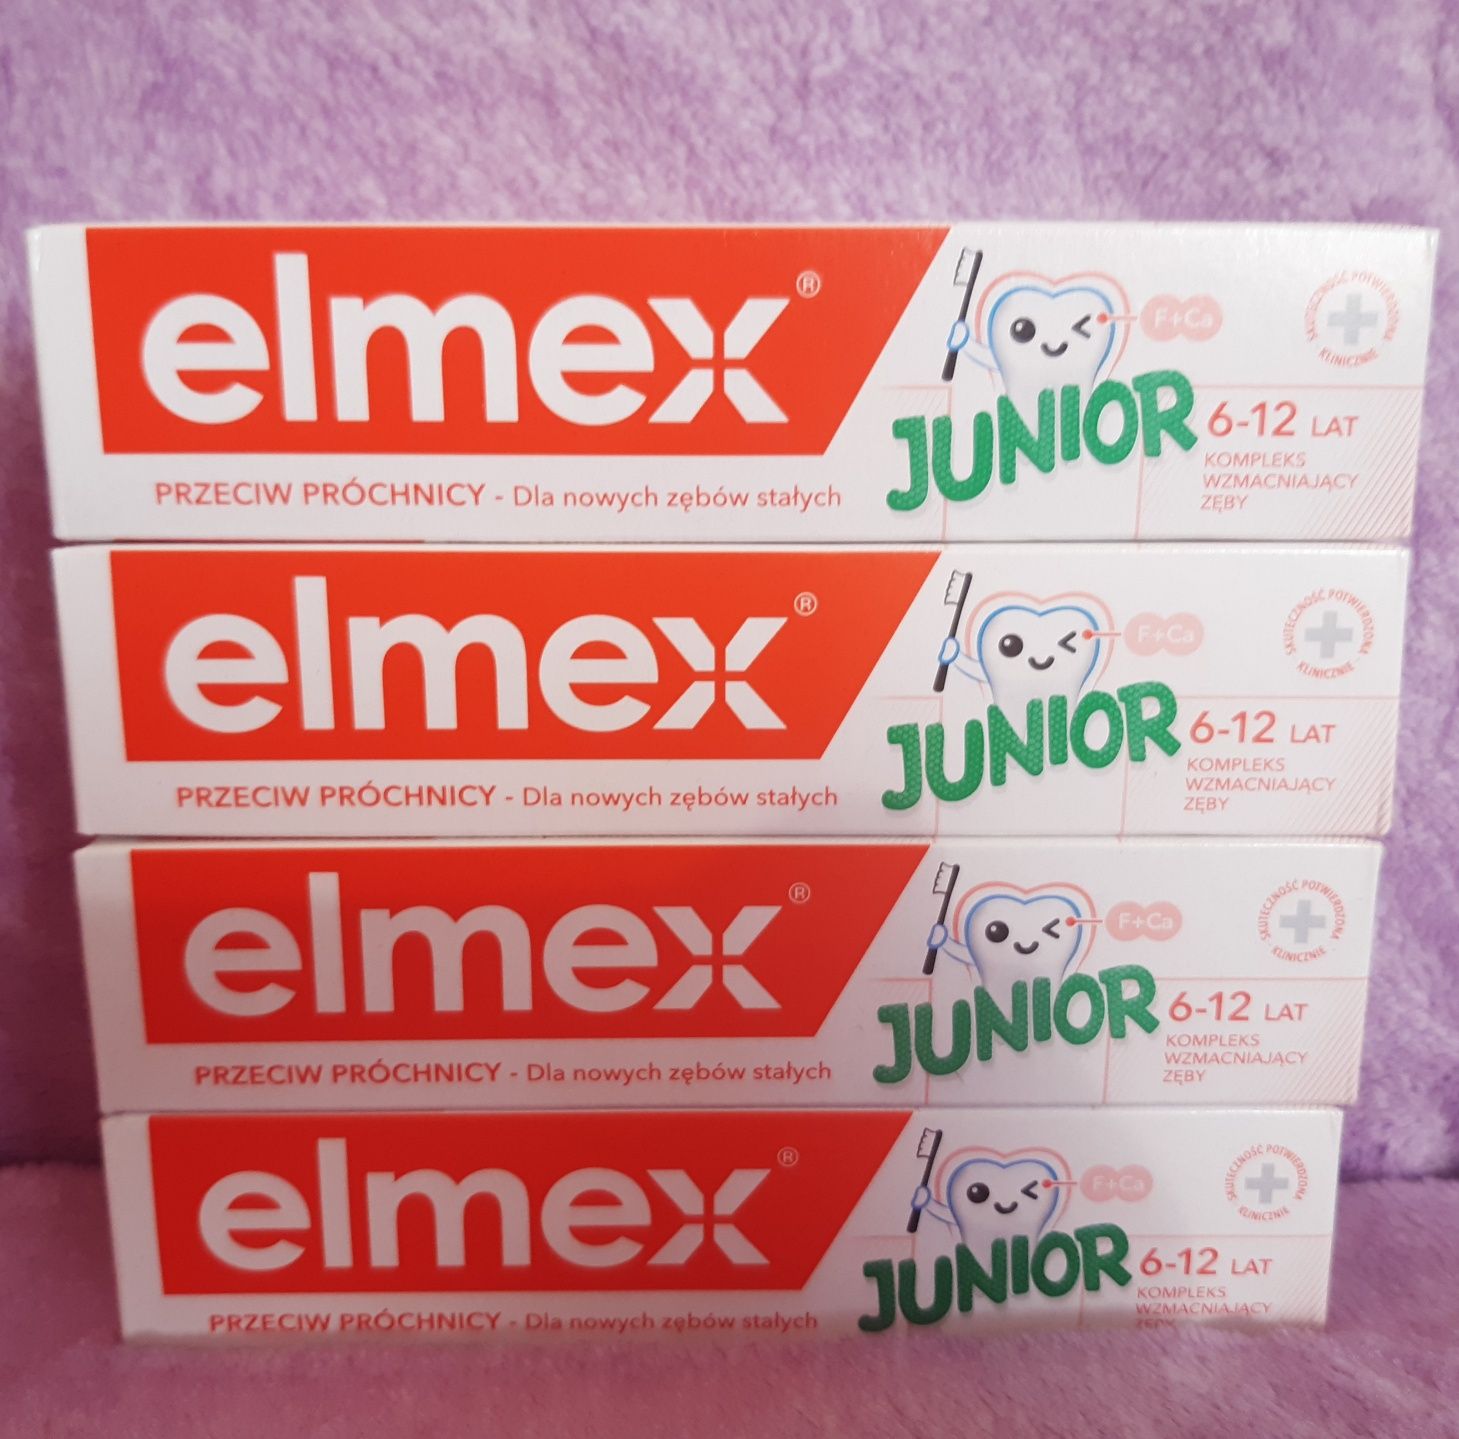 elmex®
F+Ca
SKUTECZNOŚĆ POTWIERDZONA KLINICZNIE
JUNIOR
6-12 LAT
KOMPLEKS
WZMACNIAJĄCY
ZĘBY
PRZECIW PRÓCHNICY - Dla nowych zębów stałych
elmex®
F+Ca
SKUTECZNOŚĆ POTWIERDZONA KLINICZNIE
JUNIOR
6-12 LAT
KOMPLEKS
WZMACNIAJĄCY
ZĘBY
PRZECIW PRÓCHNICY - Dla nowych zębów stałych
elmex®
F+Ca
SKUTECZNOŚĆ POTWIERDZONA KLINICZNIE
JUNIOR
6-12 LAT
KOMPLEKS
WZMACNIAJĄCY
ZĘBY
PRZECIW PRÓCHNICY - Dla nowych zębów stałych
elmex®
F+Ca
SKUTECZNOŚĆ POTWIERDZONA KLINICZNIE
JUNIOR
6-12 LAT
KOMPLEKS
WZMACNIAJĄCY
ZĘBY
PRZECIW PRÓCHNICY - Dla nowych zębów stałych